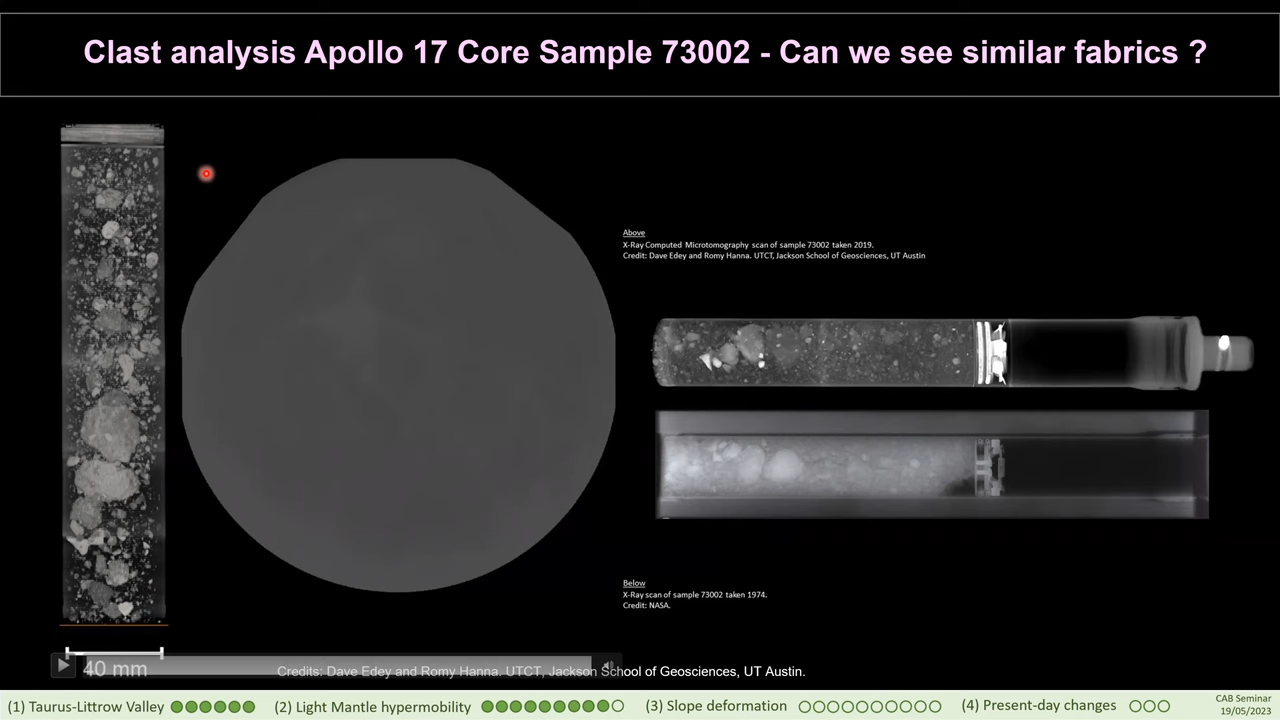 Clast analysis Apollo 17 Core Sample 73002 - Can we see similar fabrics ?
Above
X-Ray Computed Microtomography scan of sample 73002 taken 2019.
Credit: Dave Edey and Romy Hanna. UTCT, Jackson School of Geosciences, UT Austin
Below
X-Ray scan of sample 73002 taken 1974.
Credit: NASA.
40 mm
Credits: Dave Edey and Romy Hanna. UTCT, Jackson School of Geosciences, UT Austin.
(1) Taurus-Littrow Valley
(2) Light Mantle hypermobility
(3) Slope deformation
(4) Present-day changes
CAB Seminar
19/05/2023